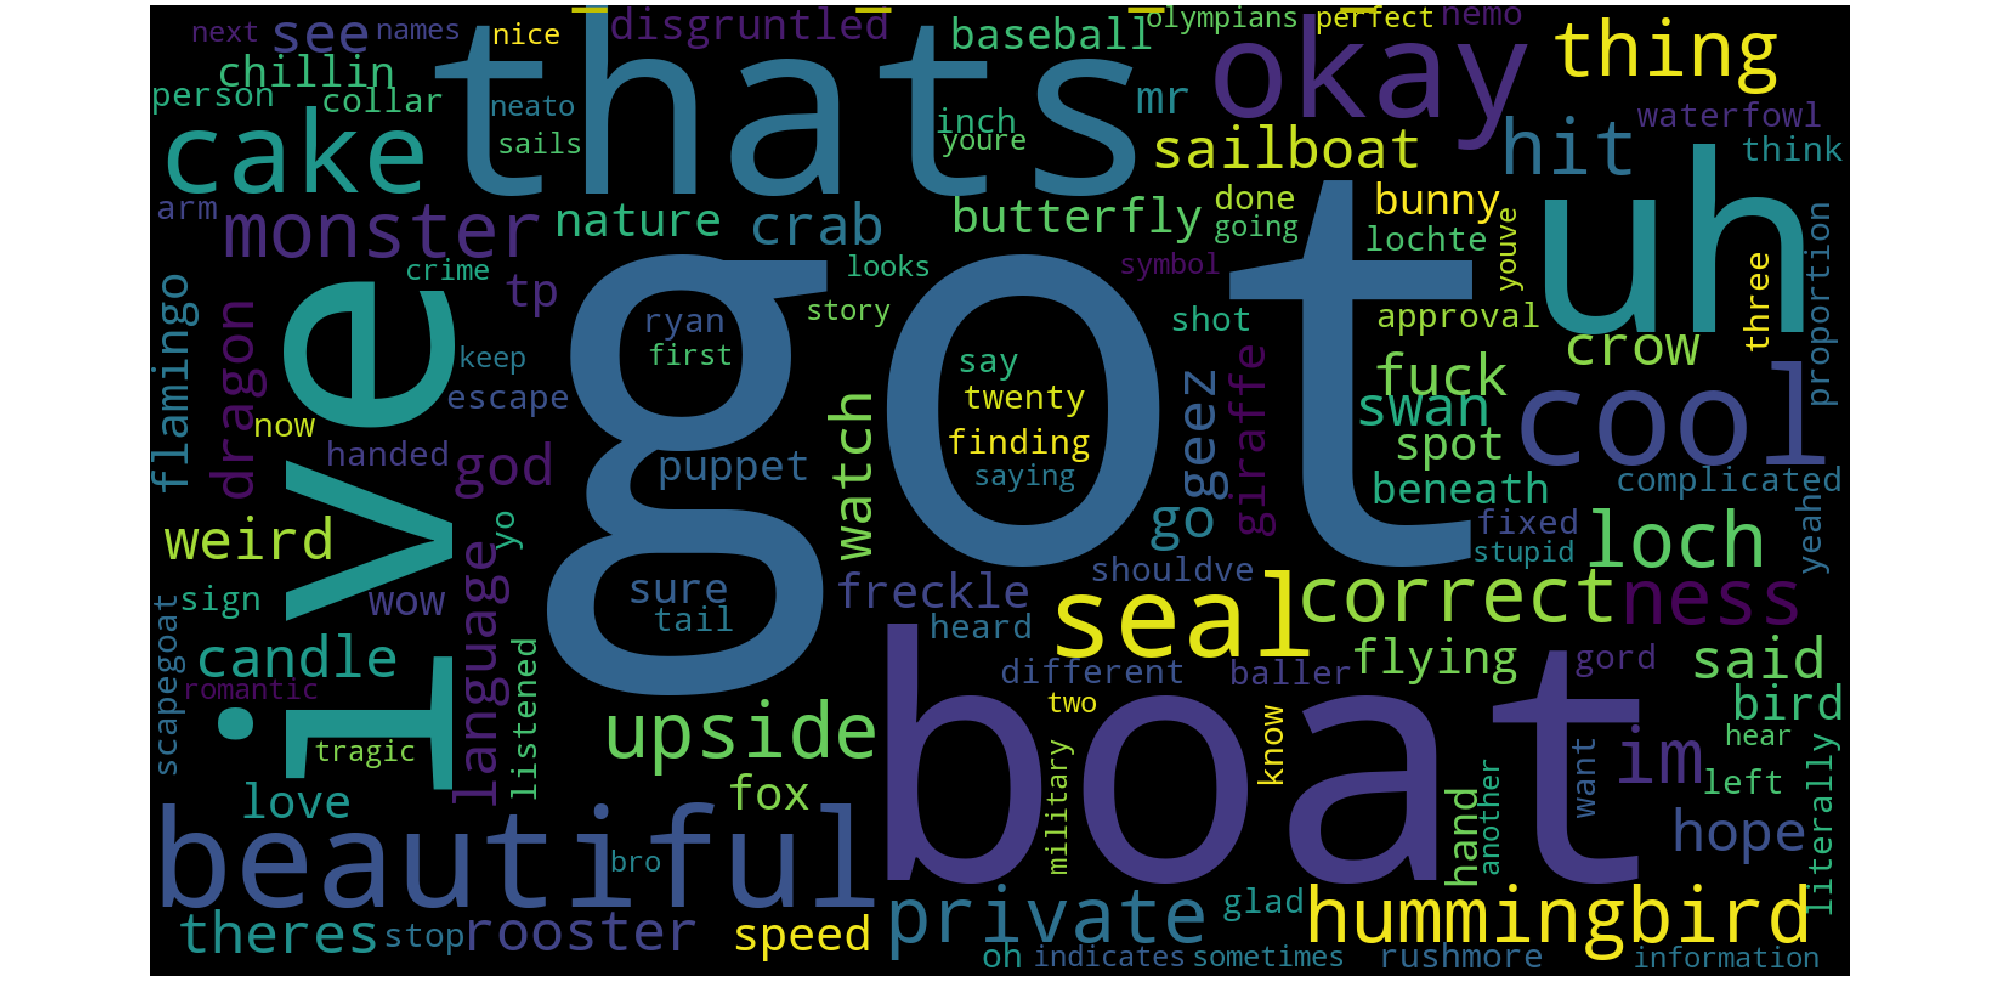 next
see
names
nice
disgruntled
baseball
olympians
perfect
nemo
thats
okay
thing
chillin
person
collar
neato
sails
inch
youre
mr
sailboat
hit
waterfowl
think
cake
uh
arm
monster
nature
crab
butterfly
done
going
bunny
lochte
youve
crime
tp
looks
symbol
story
ryan
first
shot
approval
three
proportion
flamingo
dragon
ive
got
keep
escape
now
handed
god
puppet
watch
say
twenty
finding
saying
geez
go
giraffe
fuck
swan
spot
beneath
crow
cool
complicated
weird
yo
language
fixed
stupid
loch
yeah
sign
wow
sure
tail
freckle
heard
shouldve
seal
correct
ness
scapegoat
candle
romantic
tragic
listened
different
baller
flying
gord
said
two
upside
boat
military
know
im
bird
hear
left
literally
want
another
hand
love
fox
hope
beautiful
bro
theres
stop
rooster
speed
private
glad
hummingbird
oh
indicates
sometimes
rushmore
information